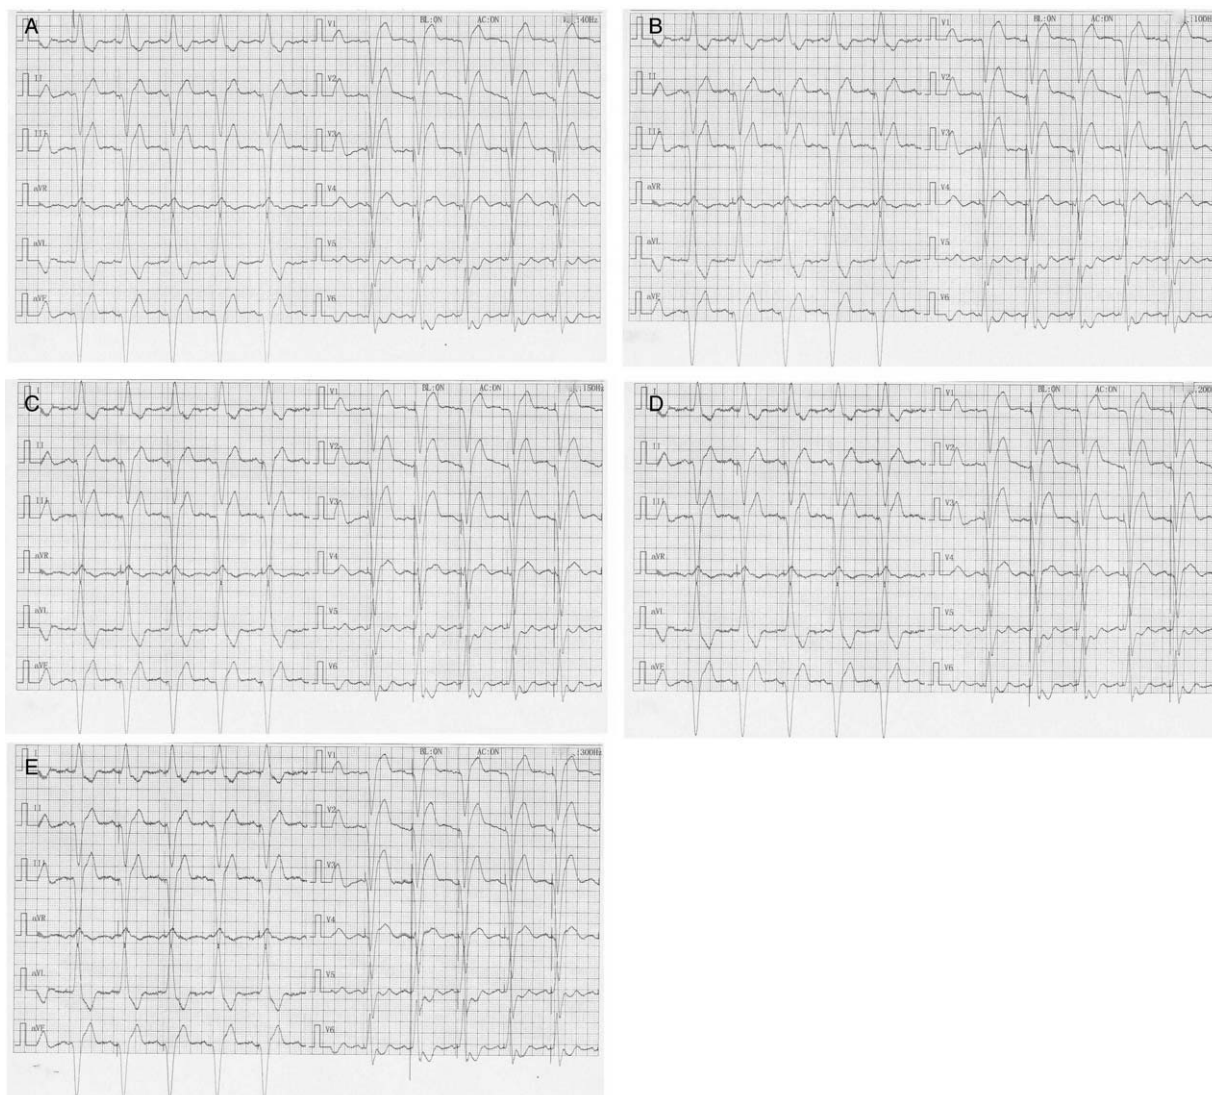 A
BL:ON AC:ON :40Hz
V1
II V2
III V3
aVR V4
aVL V5
aVF V6
B
V1 BL:ON AC:ON :100H
II V2
III V3
aVR V4
aVL V5
aVF V6
C
I V1 BL:ON AC:ON :150Hz
II V2
III V3
aVR V4
aVL V5
aVF V6
D
I V1 BL:ON AC:ON :200
II V2
III V3
aVR V4
aVL V5
aVF V6
E
I V1 BL:ON AC:ON :300Hz
II V2
III V3
aVR V4
aVL V5
aVF V6